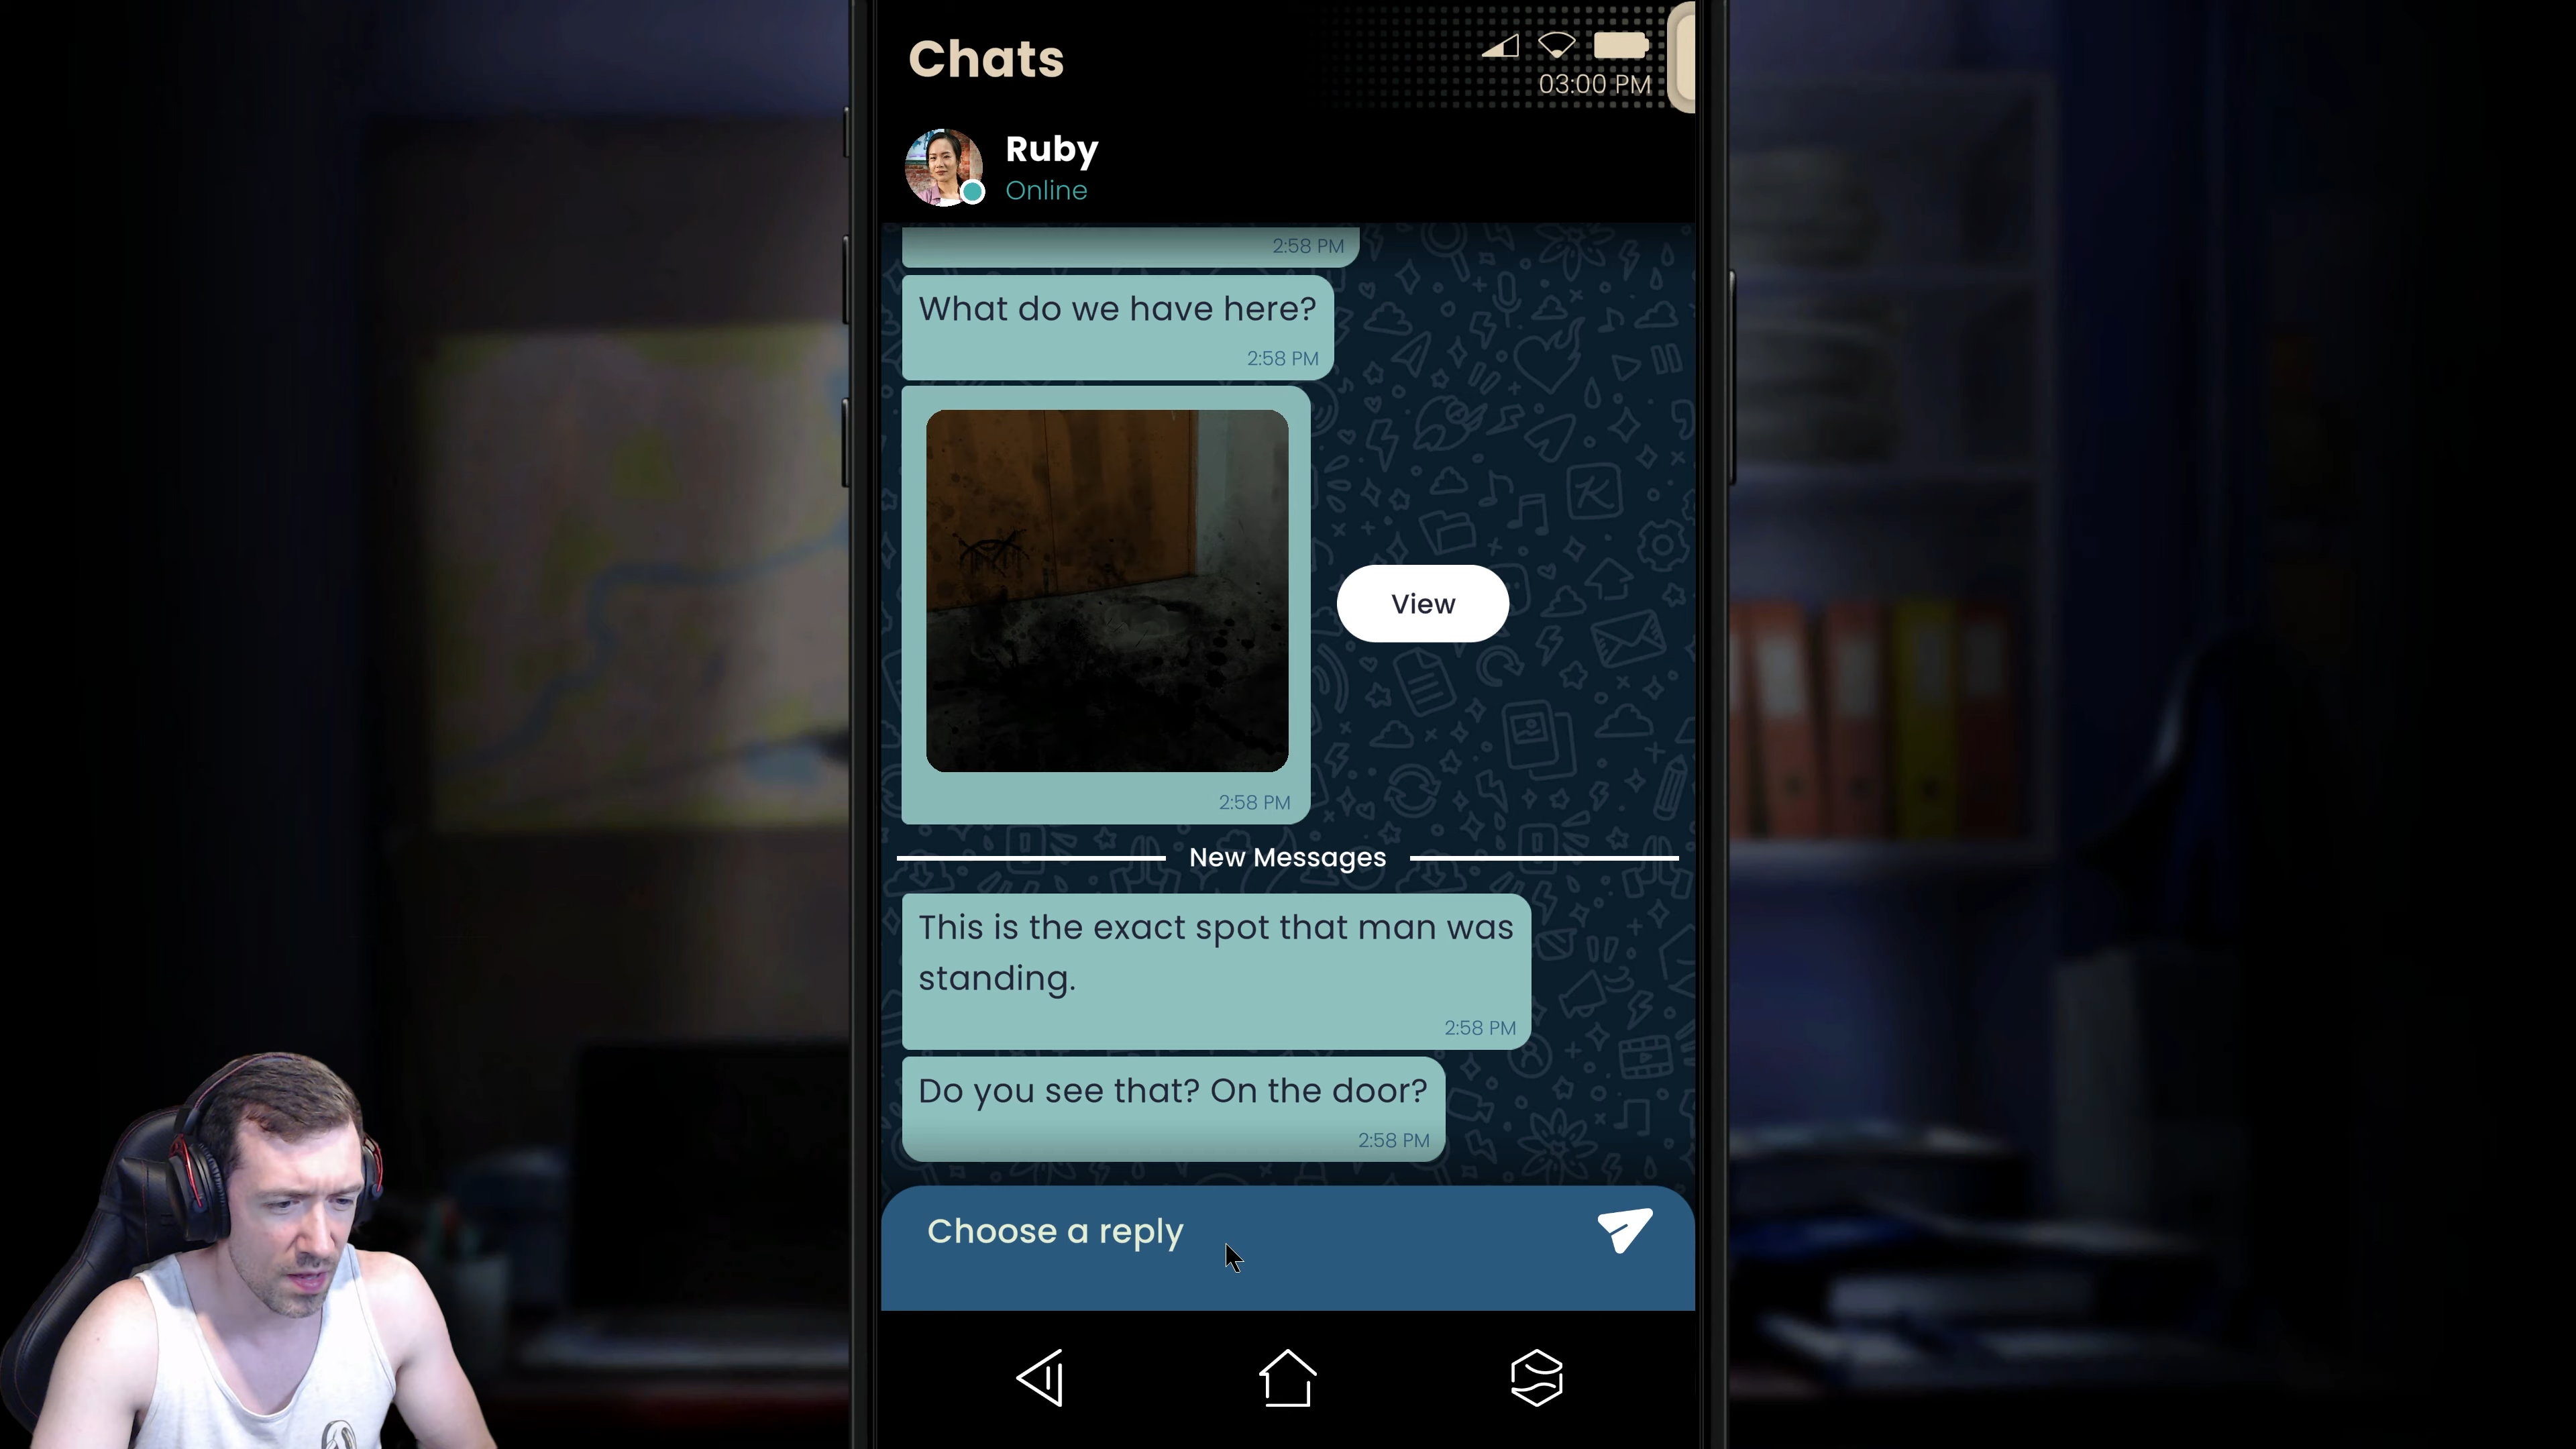 Chats
03:00 PM
Ruby
Online
2:58 PM
What do we have here?
2:58 PM
View
2:58 PM
New Messages
This is the exact spot that man was
standing.
2:58 PM
Do you see that? On the door?
2:58 PM
Choose a reply